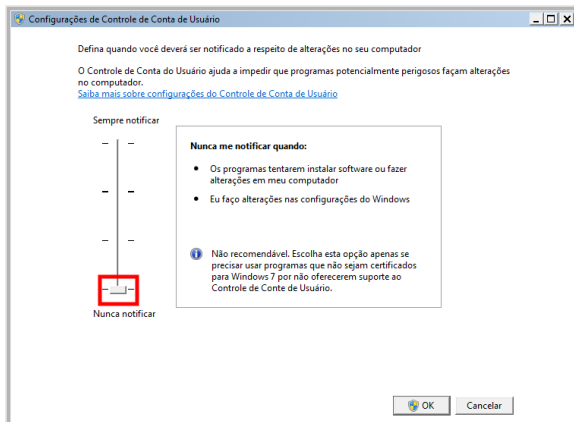 Configurações de Controle de Conta de Usuário
Defina quando você deverá ser notificado a respeito de alterações no seu computador
O Controle de Conta do Usuário ajuda a impedir que programas potencialmente perigosos façam alterações
no computador.
Saiba mais sobre configurações do Controle de Conta de Usuário
Sempre notificar
Nunca me notificar quando:
Os programas tentarem instalar software ou fazer
alterações em meu computador
Eu faço alterações nas configurações do Windows
Não recomendável. Escolha esta opção apenas se
precisar usar programas que não sejam certificados
para Windows 7 por não oferecerem suporte ao
Controle de Conte de Usuário.
Nunca notificar
OK
Cancelar